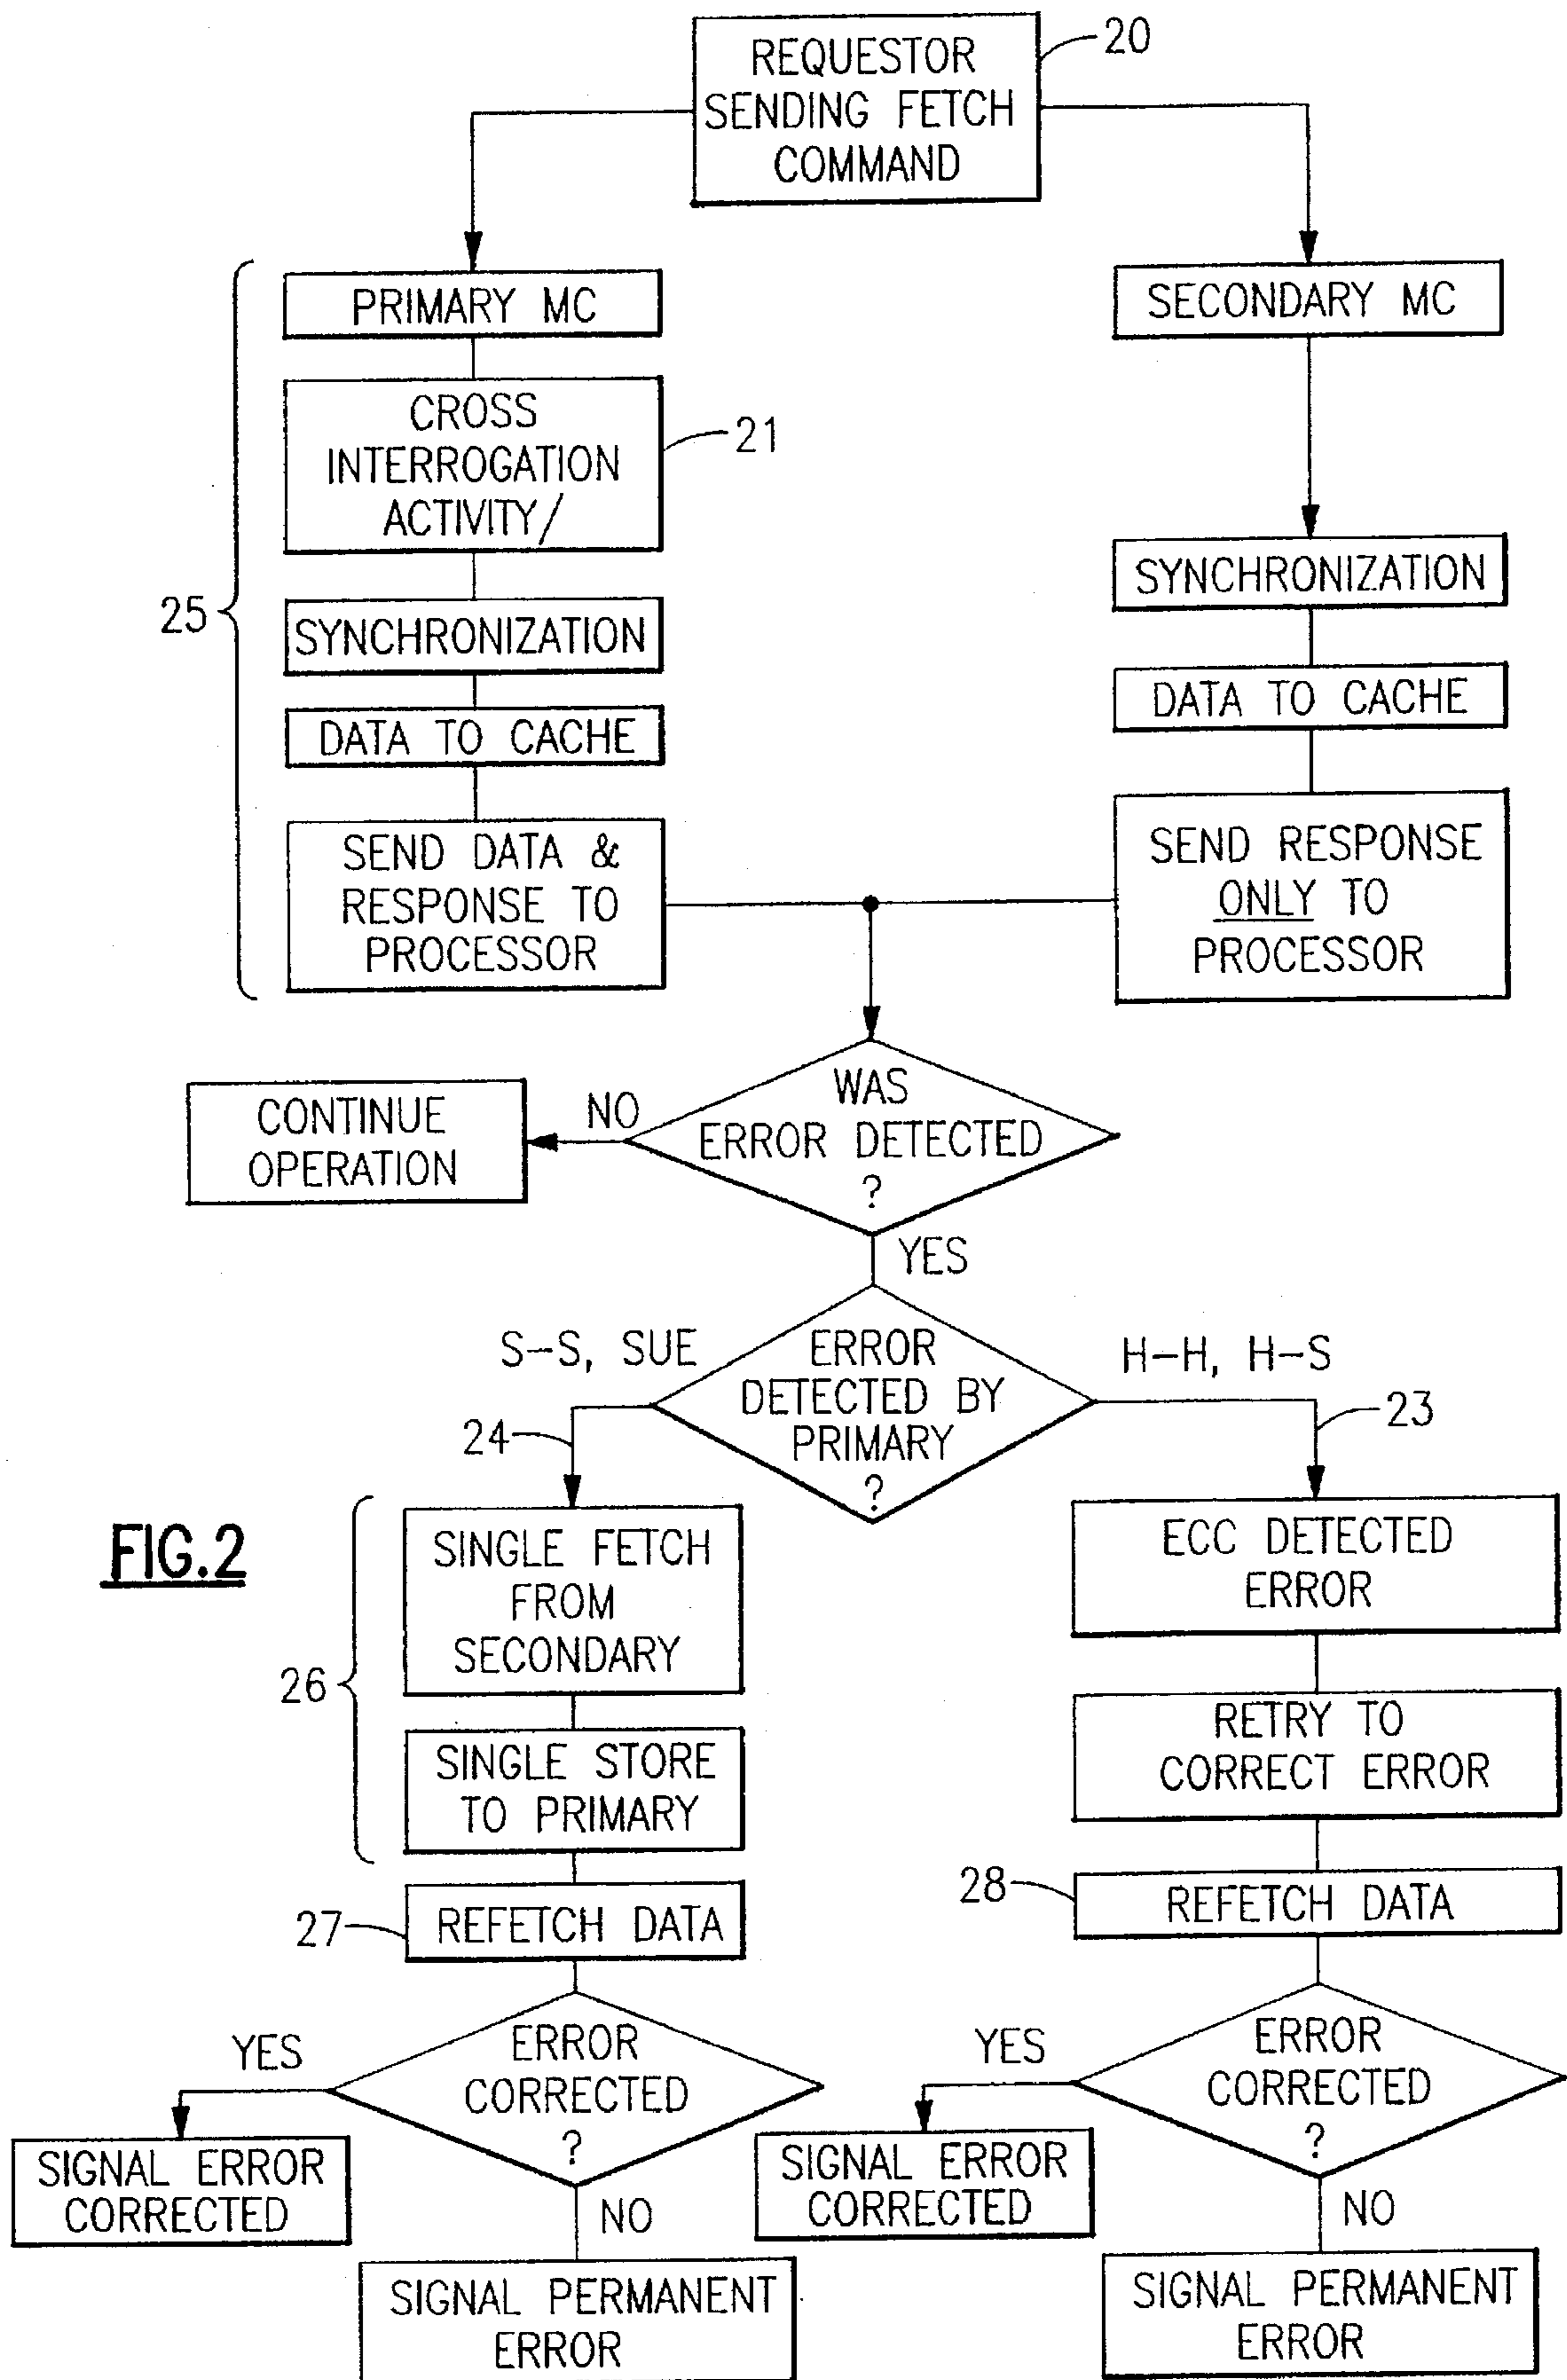 REQUESTOR
SENDING FETCH
COMMAND
20
PRIMARY MC
CROSS
INTERROGATION
ACTIVITY/
21
SYNCHRONIZATION
DATA TO CACHE
SEND DATA &
RESPONSE TO
PROCESSOR
25
SECONDARY MC
SYNCHRONIZATION
DATA TO CACHE
SEND RESPONSE
ONLY TO
PROCESSOR
WAS
ERROR DETECTED
?
NO
CONTINUE
OPERATION
YES
ERROR
DETECTED BY
PRIMARY
?
S-S, SUE
H-H, H-S
24
23
FIG.2
SINGLE FETCH
FROM
SECONDARY
26
SINGLE STORE
TO PRIMARY
27
REFETCH DATA
ERROR
CORRECTED
?
YES
SIGNAL ERROR
CORRECTED
NO
SIGNAL PERMANENT
ERROR
ECC DETECTED
ERROR
RETRY TO
CORRECT ERROR
28
REFETCH DATA
ERROR
CORRECTED
?
YES
SIGNAL ERROR
CORRECTED
NO
SIGNAL PERMANENT
ERROR